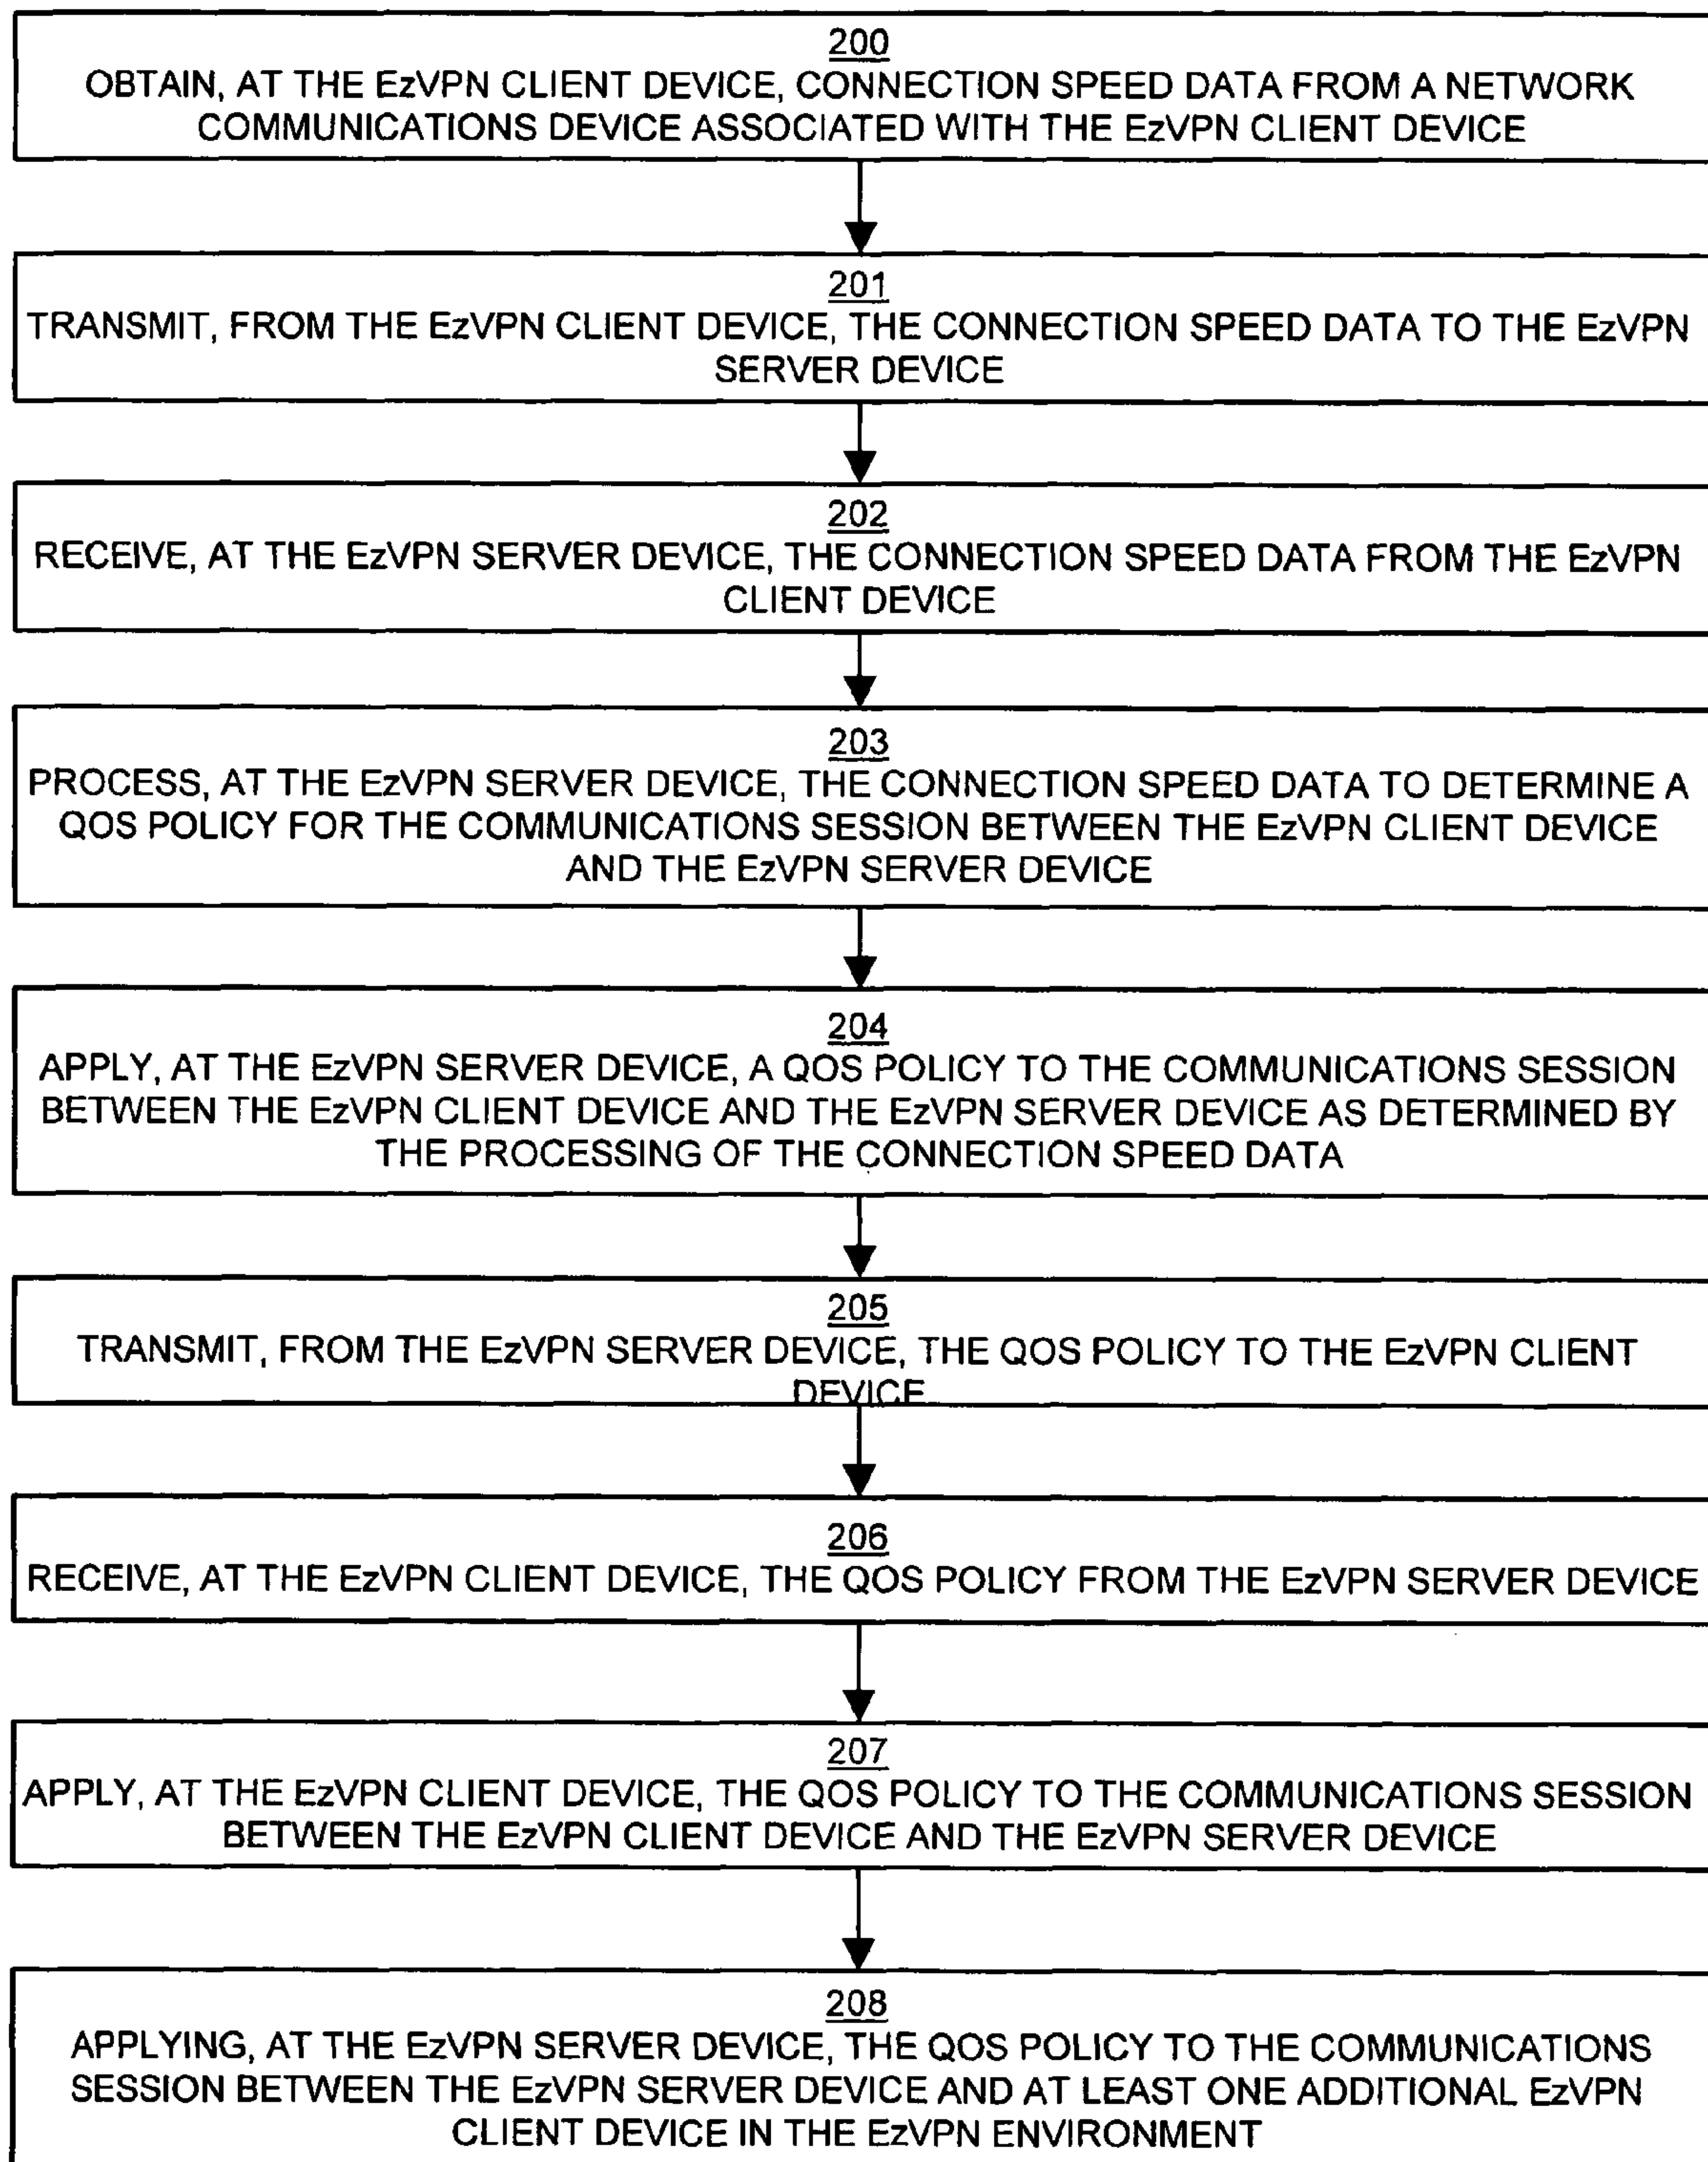 200
OBTAIN, AT THE EzVPN CLIENT DEVICE, CONNECTION SPEED DATA FROM A NETWORK
COMMUNICATIONS DEVICE ASSOCIATED WITH THE EzVPN CLIENT DEVICE
201
TRANSMIT, FROM THE EzVPN CLIENT DEVICE, THE CONNECTION SPEED DATA TO THE EzVPN
SERVER DEVICE
202
RECEIVE, AT THE EzVPN SERVER DEVICE, THE CONNECTION SPEED DATA FROM THE EzVPN
CLIENT DEVICE
203
PROCESS, AT THE EzVPN SERVER DEVICE, THE CONNECTION SPEED DATA TO DETERMINE A
QOS POLICY FOR THE COMMUNICATIONS SESSION BETWEEN THE EzVPN CLIENT DEVICE
AND THE EzVPN SERVER DEVICE
204
APPLY, AT THE EzVPN SERVER DEVICE, A QOS POLICY TO THE COMMUNICATIONS SESSION
BETWEEN THE EzVPN CLIENT DEVICE AND THE EzVPN SERVER DEVICE AS DETERMINED BY
THE PROCESSING OF THE CONNECTION SPEED DATA
205
TRANSMIT, FROM THE EzVPN SERVER DEVICE, THE QOS POLICY TO THE EzVPN CLIENT
DEVICE
206
RECEIVE, AT THE EzVPN CLIENT DEVICE, THE QOS POLICY FROM THE EzVPN SERVER DEVICE
207
APPLY, AT THE EzVPN CLIENT DEVICE, THE QOS POLICY TO THE COMMUNICATIONS SESSION
BETWEEN THE EzVPN CLIENT DEVICE AND THE EzVPN SERVER DEVICE
208
APPLYING, AT THE EzVPN SERVER DEVICE, THE QOS POLICY TO THE COMMUNICATIONS
SESSION BETWEEN THE EzVPN SERVER DEVICE AND AT LEAST ONE ADDITIONAL EzVPN
CLIENT DEVICE IN THE EzVPN ENVIRONMENT